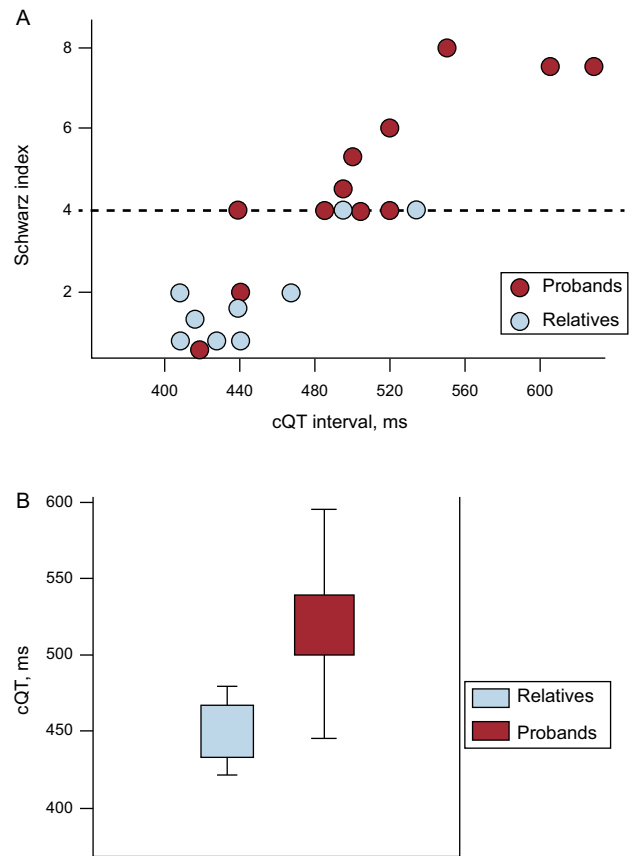 A
8
6
4
2
Schwarz index
Probands
Relatives
400 440 480 520 560 600
cQT interval, ms
B
600
550
500
450
400
cQT, ms
Relatives
Probands